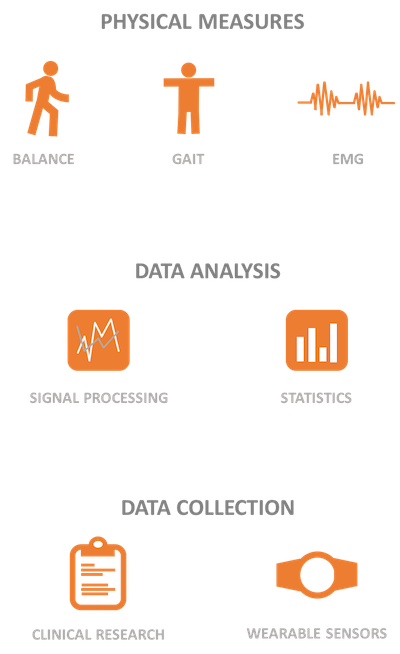 PHYSICAL MEASURES
BALANCE GAIT EMG
DATA ANALYSIS
SIGNAL PROCESSING STATISTICS
DATA COLLECTION
CLINICAL RESEARCH WEARABLE SENSORS